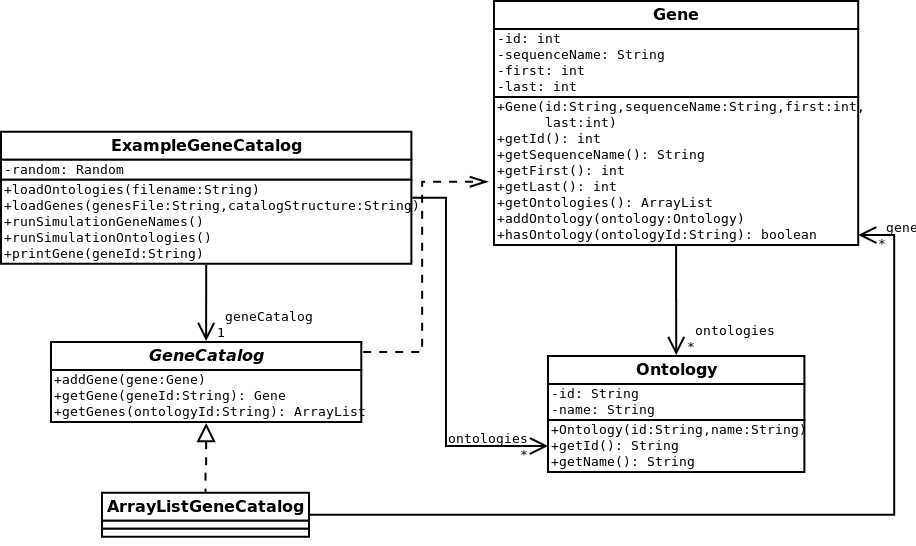 Gene
-id: int
-sequenceName: String
-first: int
-last: int
+Gene(id:String,sequenceName:String,first:int,
last:int)
+getId(): int
+getSequenceName(): String
+getFirst(): int
+getLast(): int
+getOntologies(): ArrayList
+addOntology(ontology:Ontology)
+hasOntology(ontologyId:String): boolean
gene
*
ExampleGeneCatalog
-random: Random
+loadOntologies(filename:String)
+loadGenes(genesFile:String,catalogStructure:String)
+runSimulationGeneNames()
+runSimulationOntologies()
+printGene(geneId:String)
geneCatalog
1
ontologies
*
GeneCatalog
+addGene(gene:Gene)
+getGene(geneId:String): Gene
+getGenes(ontologyId:String): ArrayList
Ontology
-id: String
-name: String
+Ontology(id:String,name:String)
+getId(): String
+getName(): String
ontologies
*
ArrayListGeneCatalog